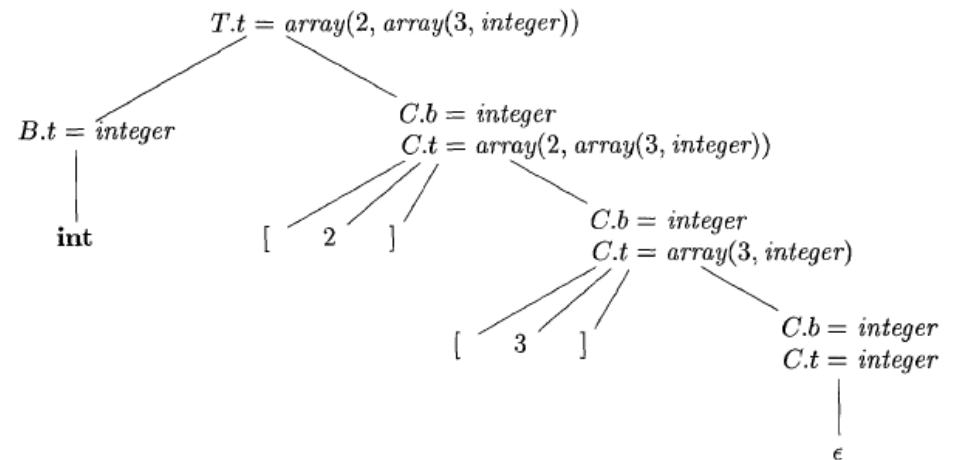 T.t = array(2, array(3, integer))
C.b = integer
B.t = integer
C.t = array(2, array(3, integer))
int
[ 2 ]
C.b = integer
C.t = array(3, integer)
[ 3 ]
C.b = integer
C.t = integer
ϵ